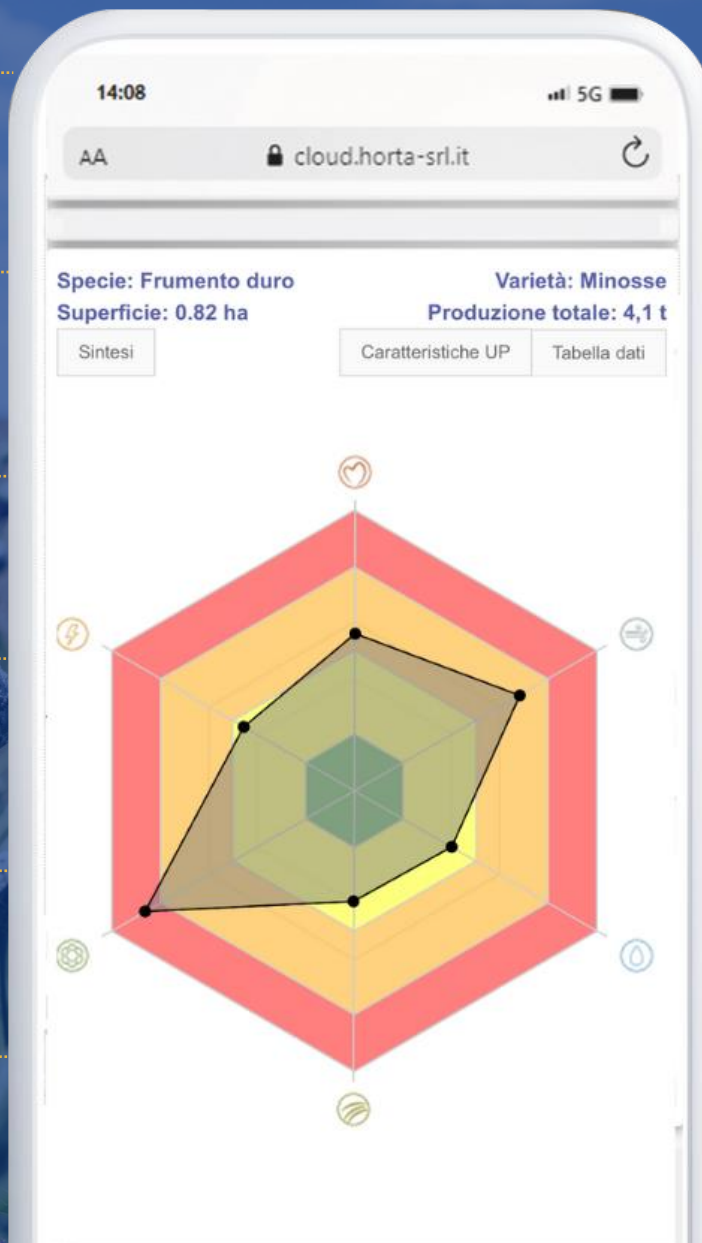 14:08 5G
AA cloud.horta-srl.it
Specie: Frumento duro Varietà: Minosse
Superficie: 0.82 ha Produzione totale: 4,1 t
Sintesi Caratteristiche UP Tabella dati